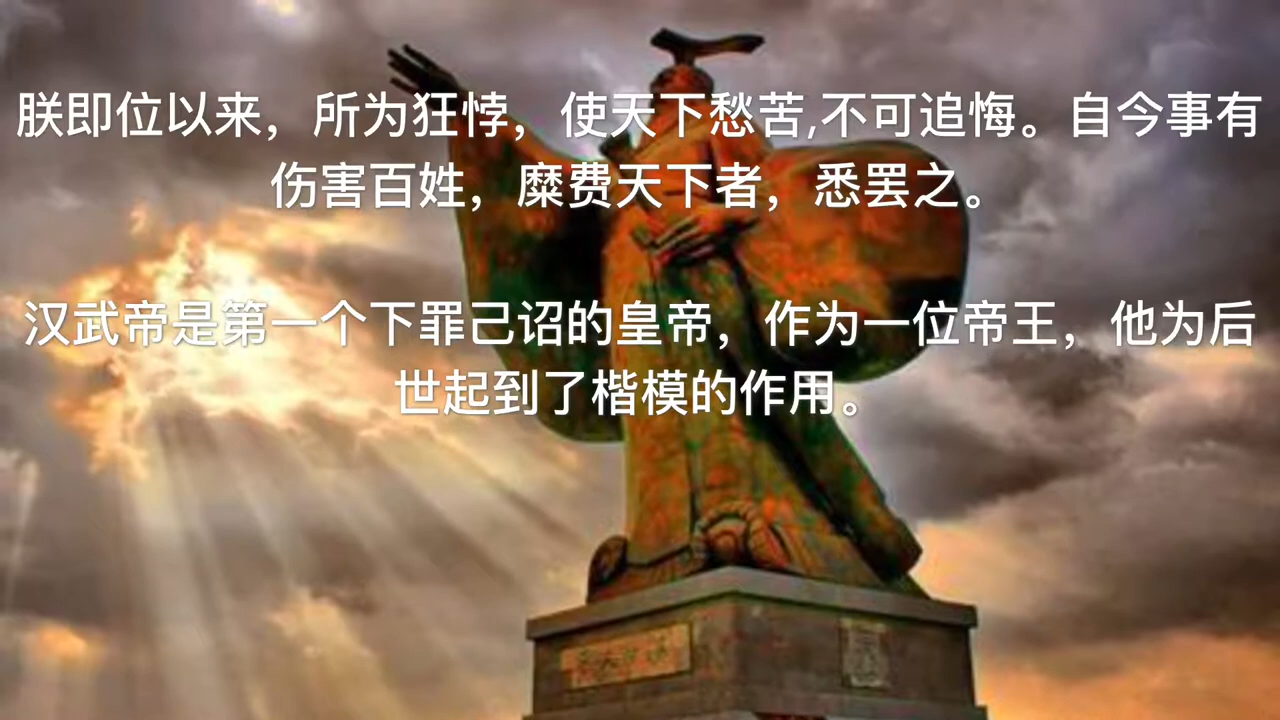 朕即位以来，所为狂悖，使天下愁苦,不可追悔。自今事有
伤害百姓，糜费天下者，悉罢之。
汉武帝是第一个下罪己诏的皇帝，作为一位帝王，他为后
世起到了楷模的作用。